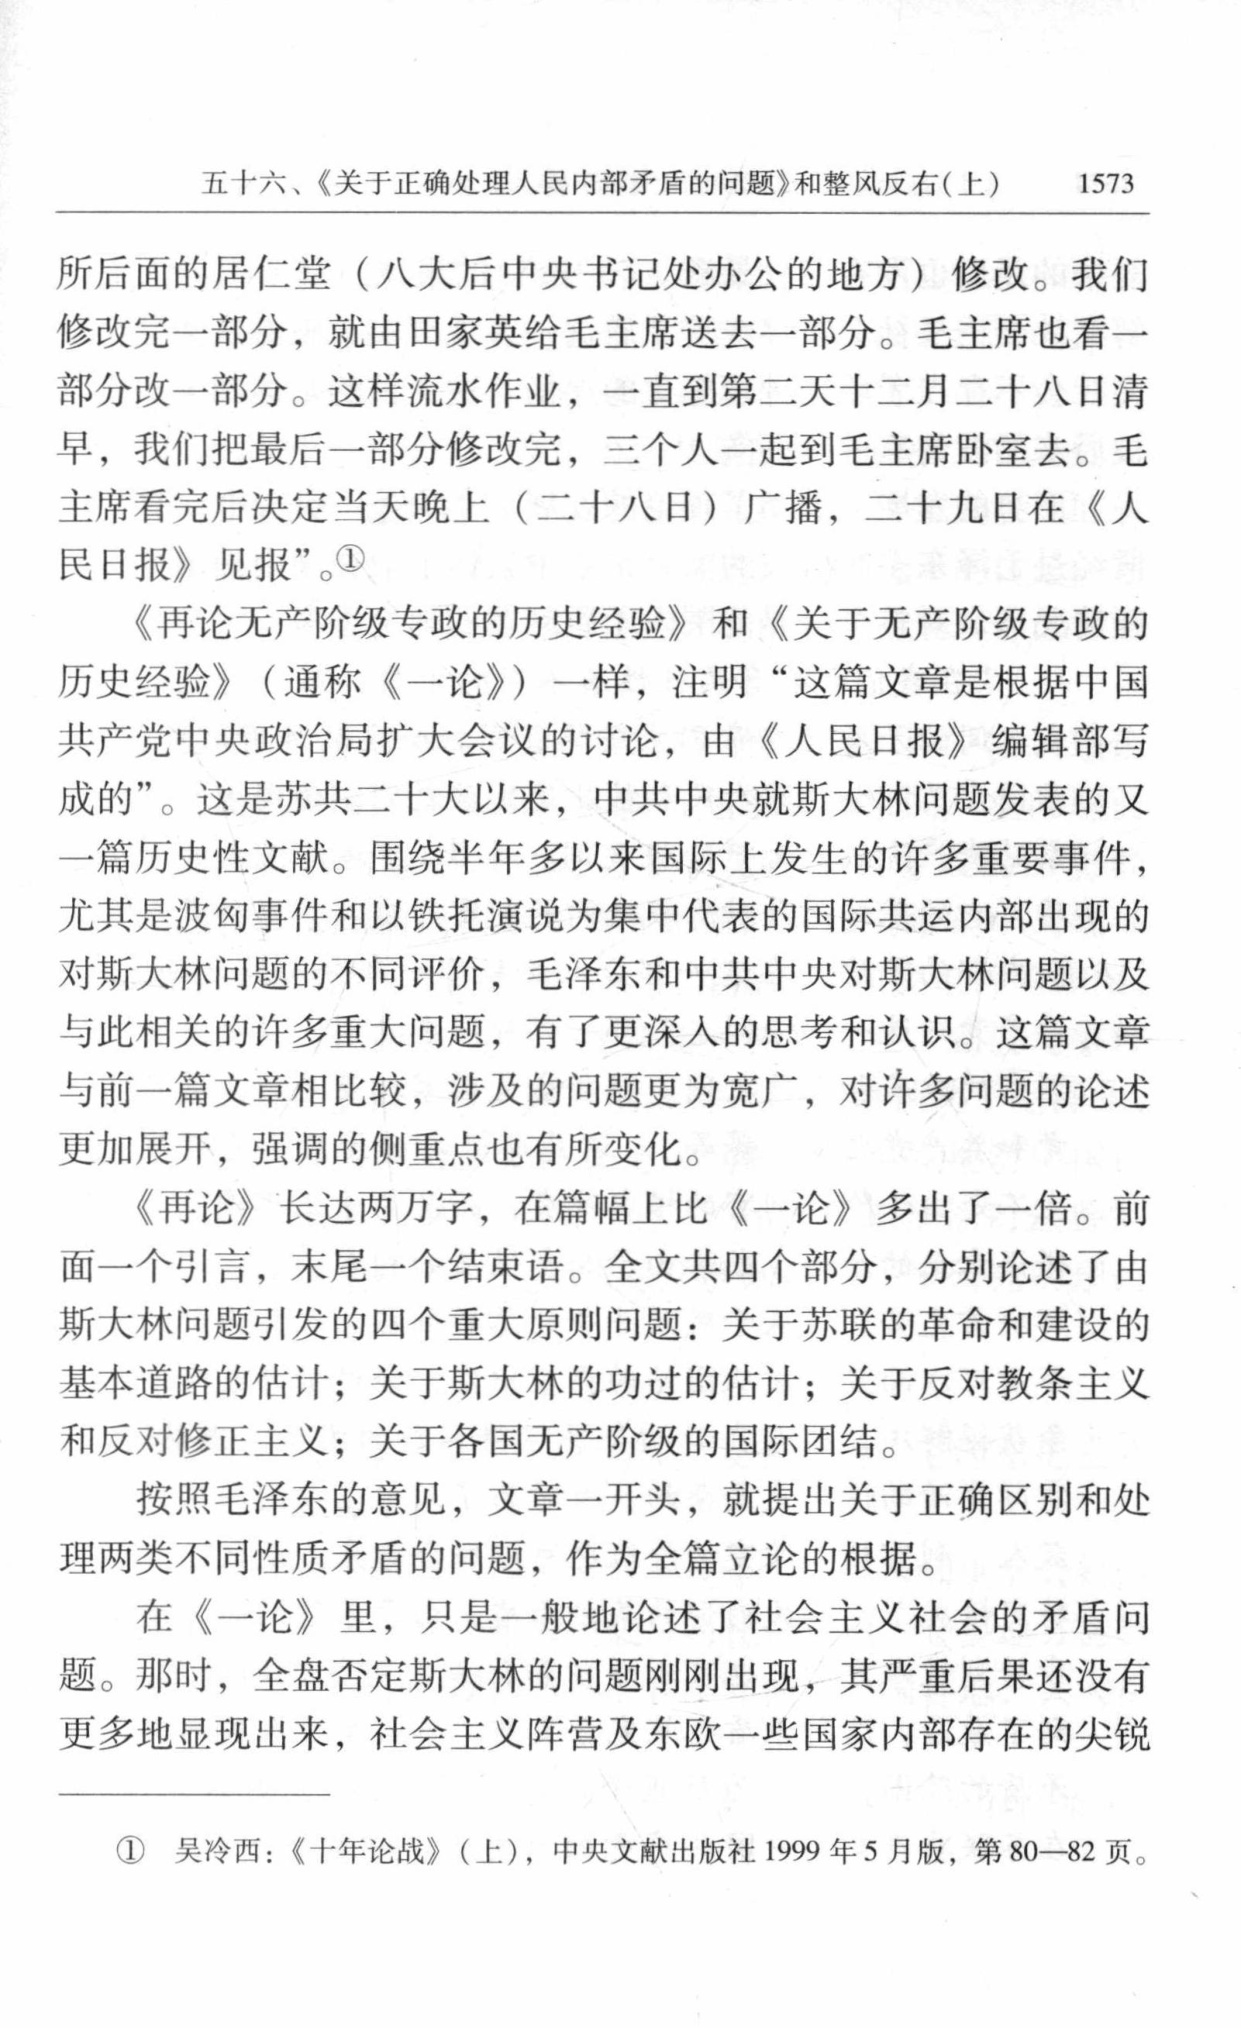 五十六、《关于正确处理人民内部矛盾的问题》和整风反右(上) 1573
所后面的居仁堂（八大后中央书记处办公的地方）修改。我们
修改完一部分，就由田家英给毛主席送去一部分。毛主席也看一
部分改一部分。这样流水作业，一直到第二天十二月二十八日清
早，我们把最后一部分修改完，三个人一起到毛主席卧室去。毛
主席看完后决定当天晚上（二十八日）广播，二十九日在《人
民日报》见报”。①
《再论无产阶级专政的历史经验》和《关于无产阶级专政的
历史经验》（通称《一论》）一样，注明“这篇文章是根据中国
共产党中央政治局扩大会议的讨论，由《人民日报》编辑部写
成的”。这是苏共二十大以来，中共中央就斯大林问题发表的又
一篇历史性文献。围绕半年多以来国际上发生的许多重要事件，
尤其是波匈事件和以铁托演说为集中代表的国际共运内部出现的
对斯大林问题的不同评价，毛泽东和中共中央对斯大林问题以及
与此相关的许多重大问题，有了更深入的思考和认识。这篇文章
与前一篇文章相比较，涉及的问题更为宽广，对许多问题的论述
更加展开，强调的侧重点也有所变化。
《再论》长达两万字，在篇幅上比《一论》多出了一倍。前
面一个引言，末尾一个结束语。全文共四个部分，分别论述了由
斯大林问题引发的四个重大原则问题：关于苏联的革命和建设的
基本道路的估计；关于斯大林的功过的估计；关于反对教条主义
和反对修正主义；关于各国无产阶级的国际团结。
按照毛泽东的意见，文章一开头，就提出关于正确区别和处
理两类不同性质矛盾的问题，作为全篇立论的根据。
在《一论》里，只是一般地论述了社会主义社会的矛盾问
题。那时，全盘否定斯大林的问题刚刚出现，其严重后果还没有
更多地显现出来，社会主义阵营及东欧一些国家内部存在的尖锐
① 吴冷西：《十年论战》（上），中央文献出版社 1999 年 5 月版，第 80—82 页。